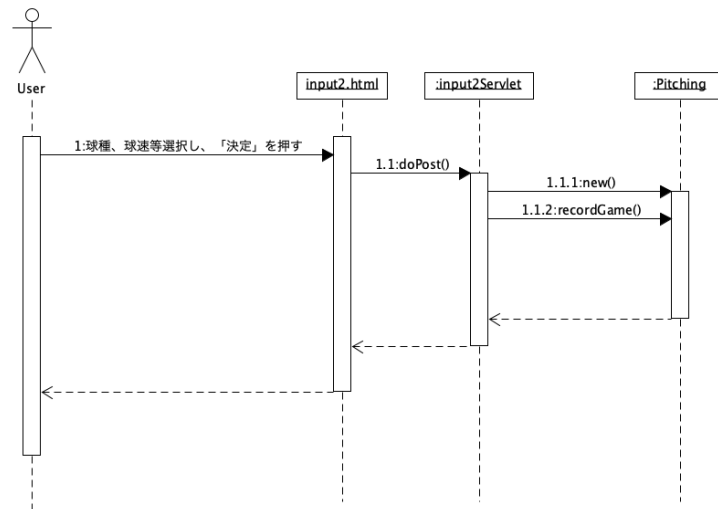 User
input2.html
:input2Servlet
:Pitching
1:球種、球速等選択し、「決定」を押す
1.1:doPost()
1.1.1:new()
1.1.2:recordGame()